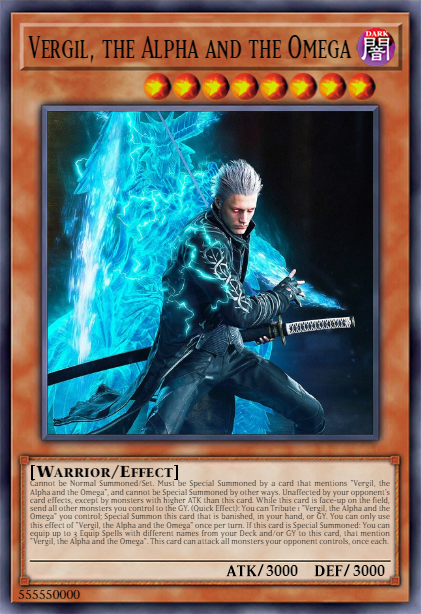 Vergil, the Alpha and the Omega
DARK
闇
[Warrior/Effect]
Cannot be Normal Summoned/Set. Must be Special Summoned by a card that mentions "Vergil, the
Alpha and the Omega", and cannot be Special Summoned by other ways. Unaffected by your opponent's
card effects, except by monsters with higher ATK than this card. While this card is face-up on the field,
send all other monsters you control to the GY. (Quick Effect): You can Tribute 1 "Vergil, the Alpha and
the Omega" you control; Special Summon this card that is banished, in your hand, or GY. You can only use
this effect of "Vergil, the Alpha and the Omega" once per turn. If this card is Special Summoned: You can
equip up to 3 Equip Spells with different names from your Deck and/or GY to this card, that mention
"Vergil, the Alpha and the Omega". This card can attack all monsters your opponent controls, once each.
ATK/3000 DEF/3000
555550000